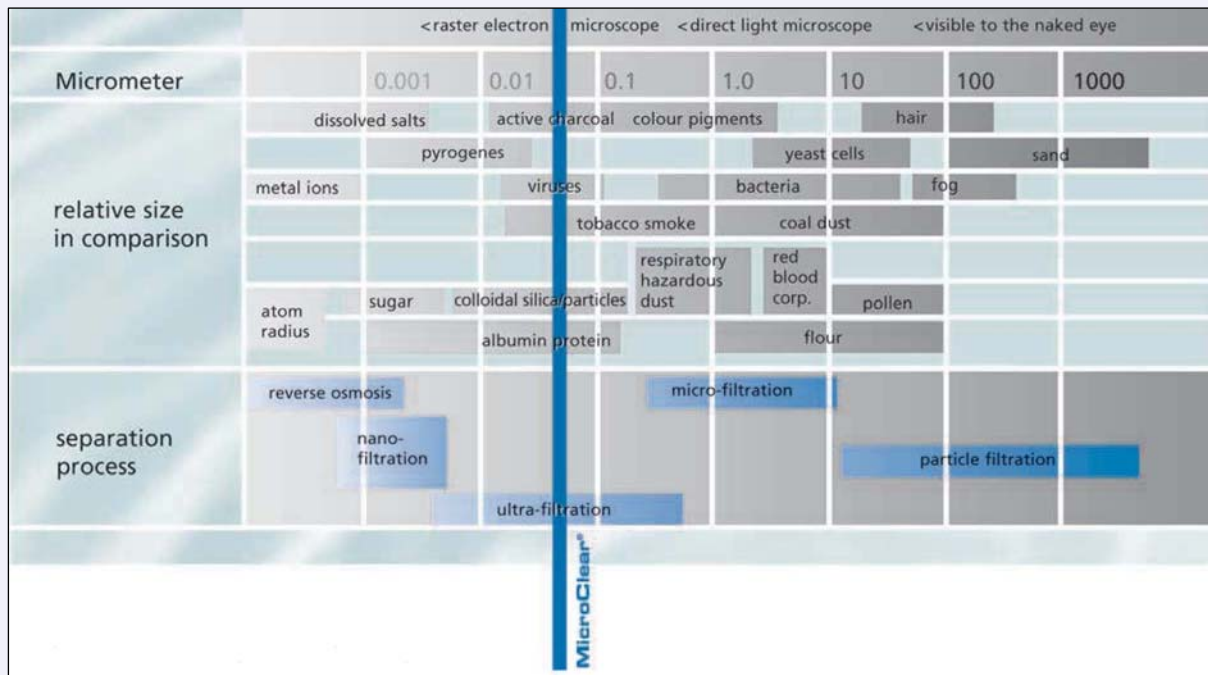 <raster electron microscope <direct light microscope <visible to the naked eye
Micrometer 0.001 0.01 0.1 1.0 10 100 1000
dissolved salts active charcoal colour pigments hair
pyrogenes yeast cells sand
metal ions viruses bacteria fog
relative size
in comparison
tobacco smoke coal dust
respiratory
hazardous
dust
red
blood
corp.
atom
radius
sugar colloidal silica/particles pollen
albumin protein flour
separation
process
reverse osmosis micro-filtration
nano-
filtration
particle filtration
ultra-filtration
MicroClear®